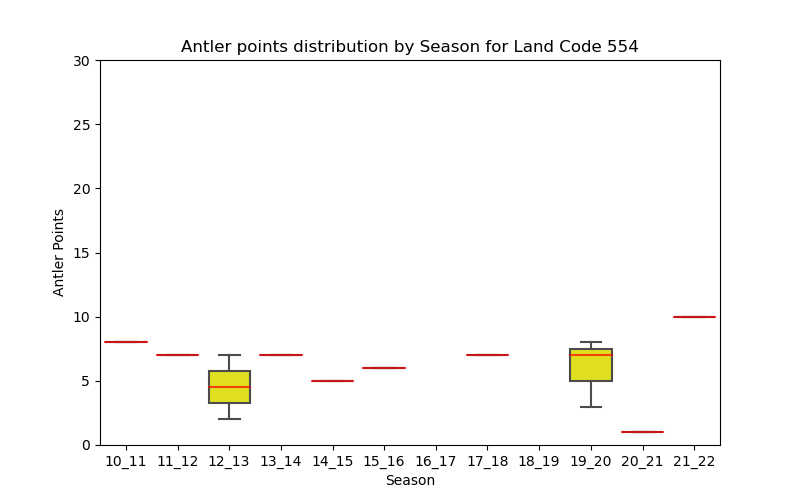 Antler points distribution by Season for Land Code 554
30
25
20
15
10
5
0
Antler Points
10_11 11_12 12_13 13_14 14_15 15_16 16_17 17_18 18_19 19_20 20_21 21_22
Season